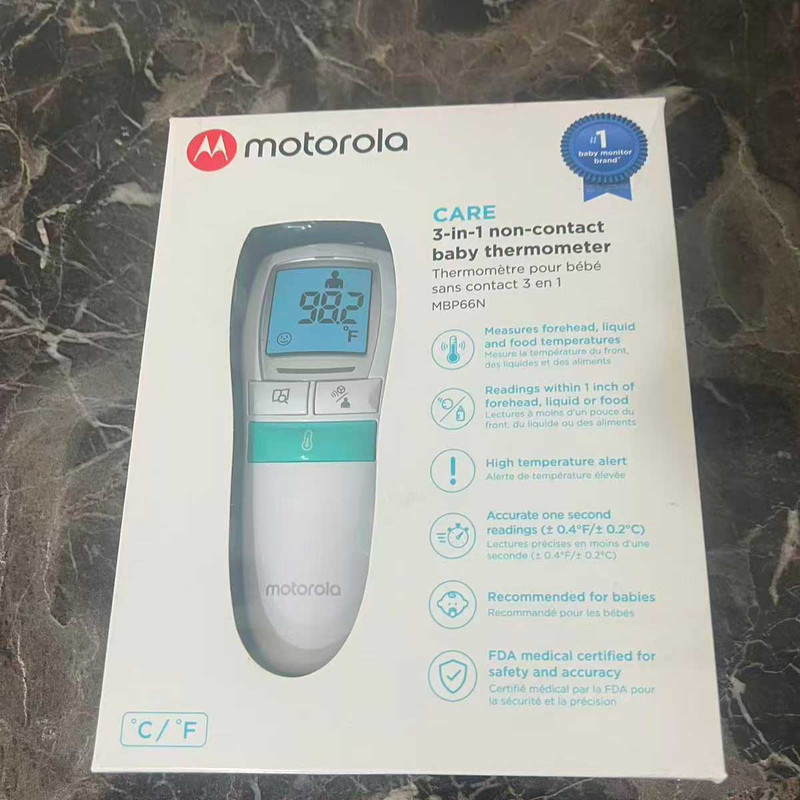 motorola
#1
baby monitor
brand*
CARE
3-in-1 non-contact
baby thermometer
Thermomètre pour bébé
sans contact 3 en 1
MBP66N
98.2
°F
Measures forehead, liquid
and food temperatures
Mesure la température du front,
des liquides et des aliments
Readings within 1 inch of
forehead, liquid or food
Lectures à moins d'un pouce du
front, du liquide ou des aliments
High temperature alert
Alerte de température élevée
Accurate one second
readings (± 0.4°F/± 0.2°C)
Lectures précises en moins d'une
seconde (± 0.4°F/± 0.2°C)
motorola
Recommended for babies
Recommandé pour les bébés
FDA medical certified for
safety and accuracy
Certifié médical par la FDA pour
la sécurité et la précision
°C/°F